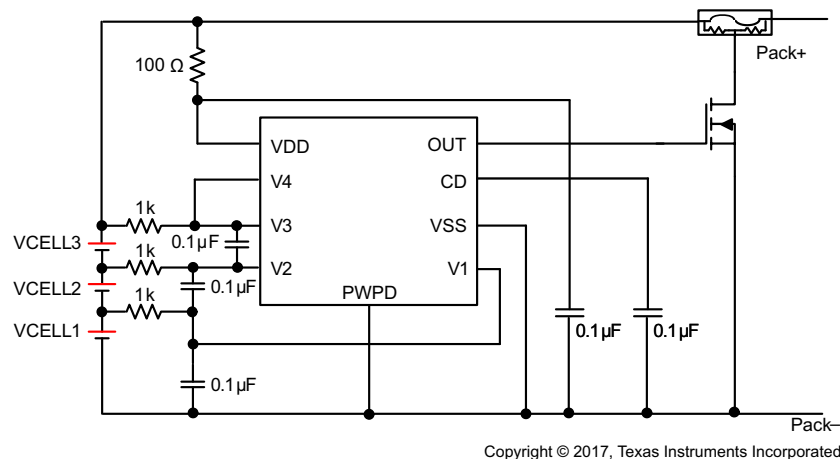 Pack+
100 Ω
VDD
OUT
V4
CD
1k
V3
VSS
0.1µF
VCELL3
1k
V2
V1
VCELL2
0.1µF
1k
PWPD
VCELL1
0.1µF
0.1µF
0.1µF
Pack–
Copyright © 2017, Texas Instruments Incorporated